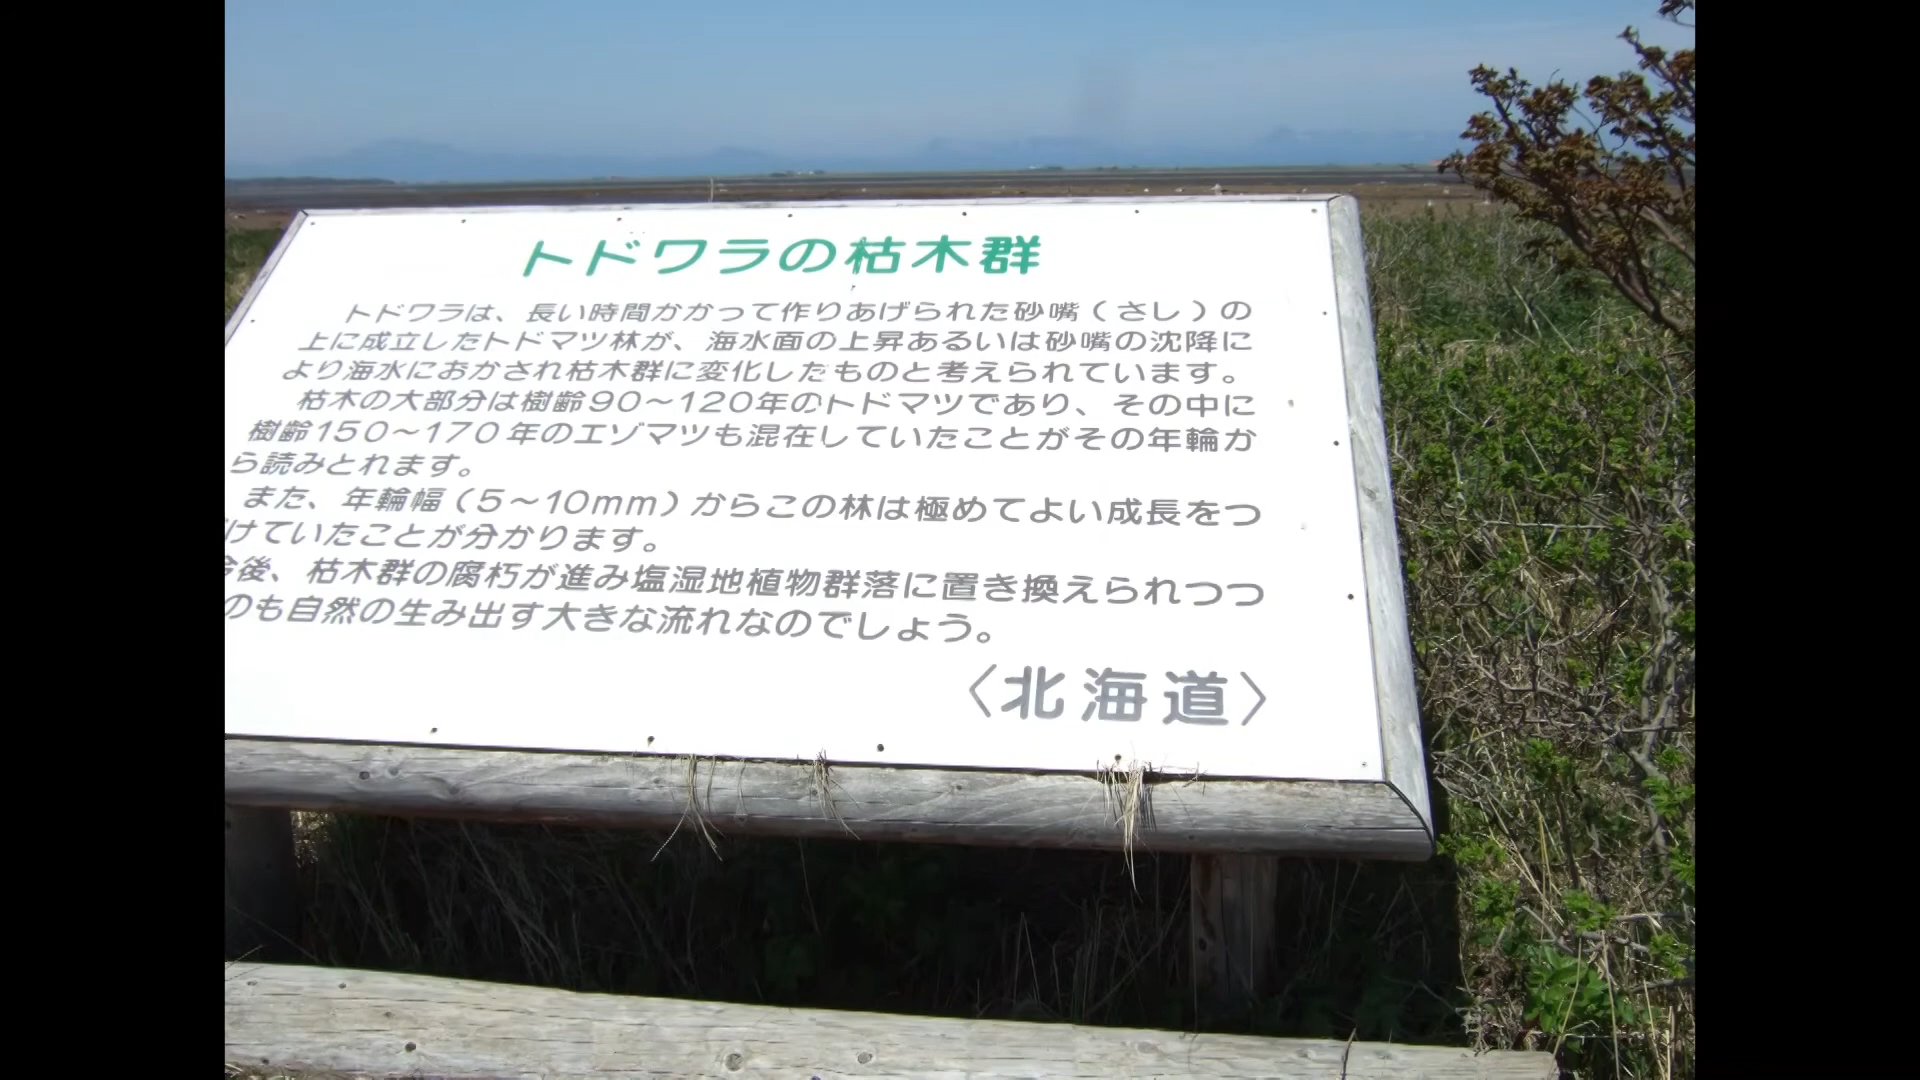 トドワラの枯木群
トドワラは、長い時間かかって作りあげられた砂嘴(さし)の
上に成立したトドマツ林が、海水面の上昇あるいは砂嘴の沈降に
より海水におかされ枯木群に変化したものと考えられています。
枯木の大部分は樹齢90〜120年のトドマツであり、その中に
樹齢150〜170年のエゾマツも混在していたことがその年輪か
ら読みとれます。
また、年輪幅(5〜10mm)からこの林は極めてよい成長をつ
けていたことが分かります。
今後、枯木群の腐朽が進み塩湿地植物群落に置き換えられつつ
のも自然の生み出す大きな流れなのでしょう。
〈北海道〉